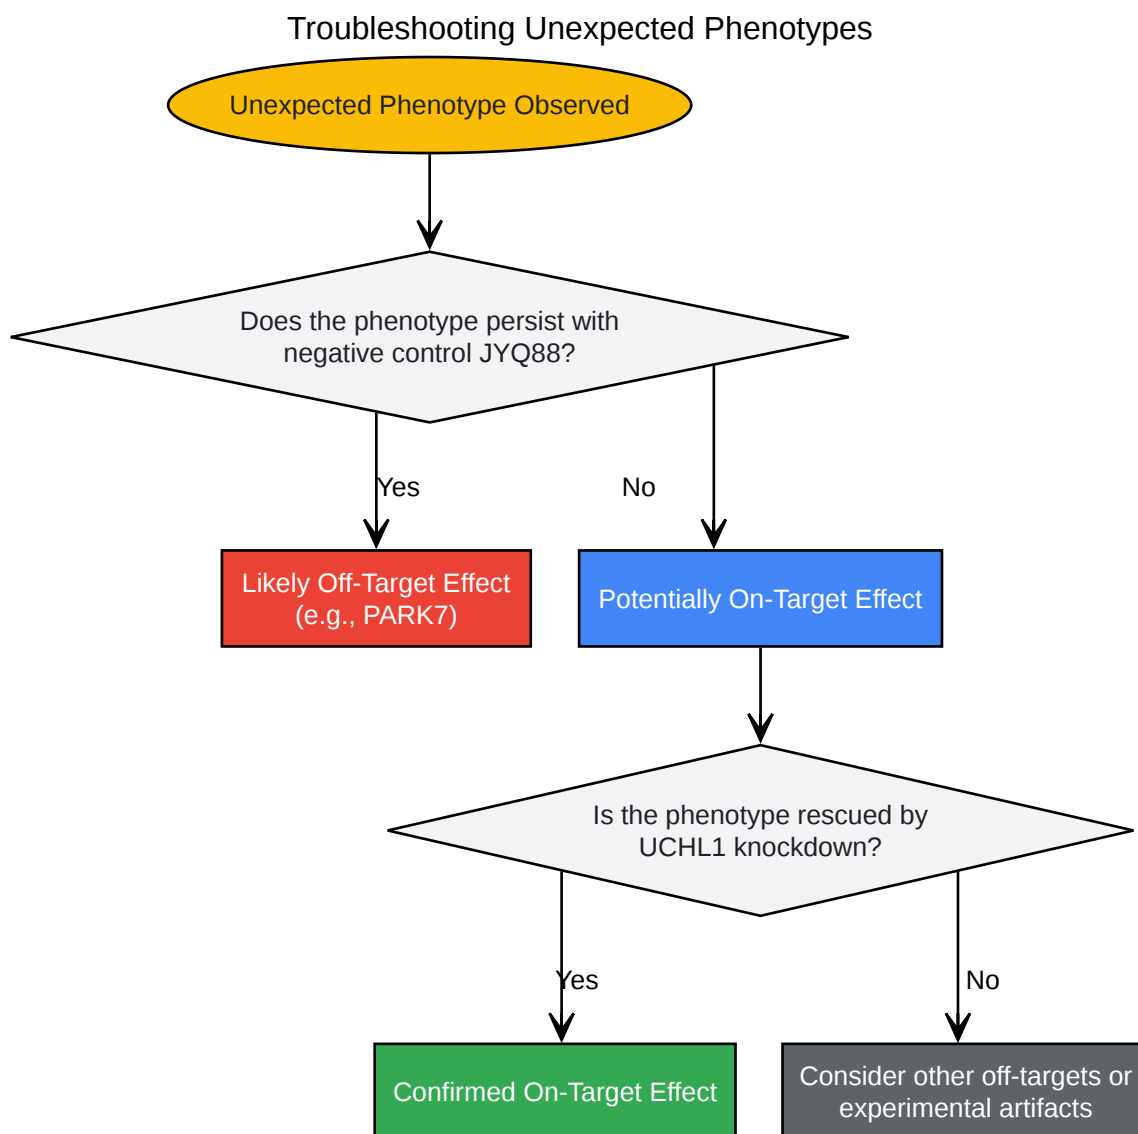 Troubleshooting Unexpected Phenotypes
Unexpected Phenotype Observed
Does the phenotype persist with
negative control JYQ88?
Yes
No
Likely Off-Target Effect
(e.g., PARK7)
Potentially On-Target Effect
Is the phenotype rescued by
UCHL1 knockdown?
Yes
No
Confirmed On-Target Effect
Consider other off-targets or
experimental artifacts